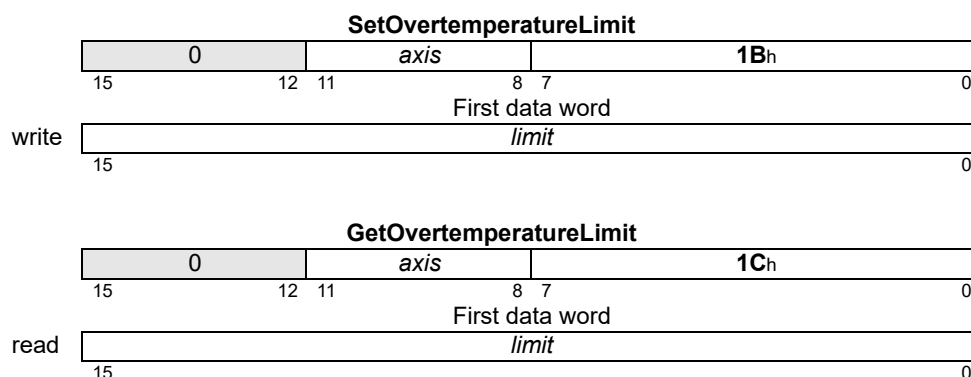 SetOvertemperatureLimit
0 axis 1Bh
15 12 11 8 7 0
First data word
write limit
15 0
GetOvertemperatureLimit
0 axis 1Ch
15 12 11 8 7 0
First data word
read limit
15 0